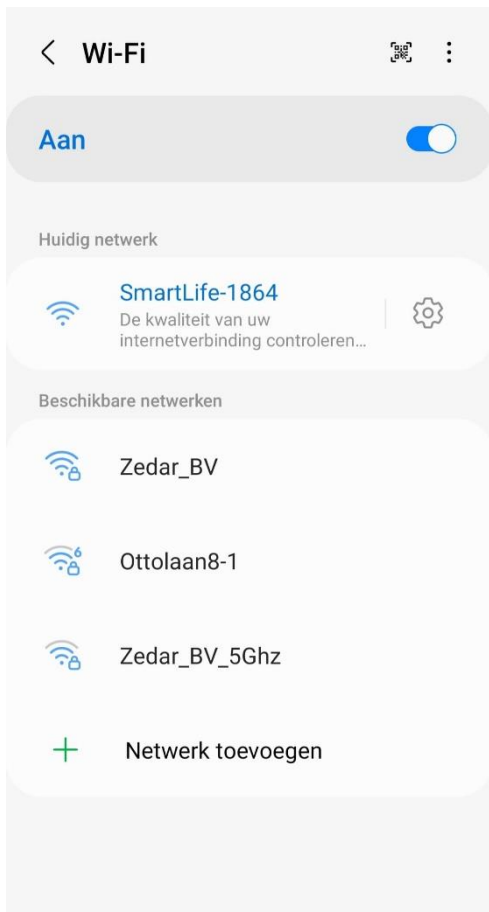 Wi-Fi
Aan
Huidig netwerk
SmartLife-1864
De kwaliteit van uw
internetverbinding controleren...
Beschikbare netwerken
Zedar_BV
6
Ottolaan8-1
Zedar_BV_5Ghz
Netwerk toevoegen